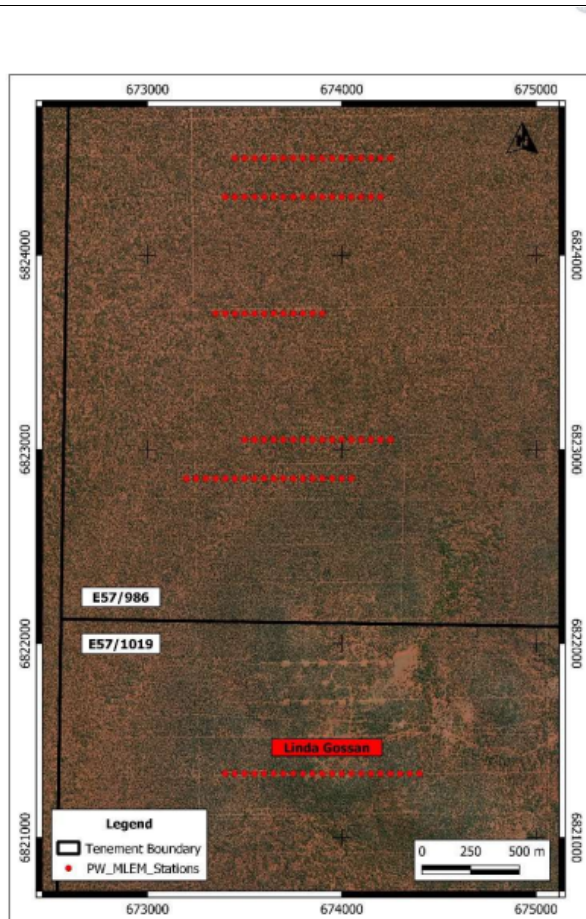 673000 674000 675000
6824000 6824000
6823000 6823000
E57/986
E57/1019
6822000 6822000
Linda Gossan
Legend
Tenement Boundary
PW_MLEM_Stations
0 250 500 m
6821000 6821000
673000 674000 675000